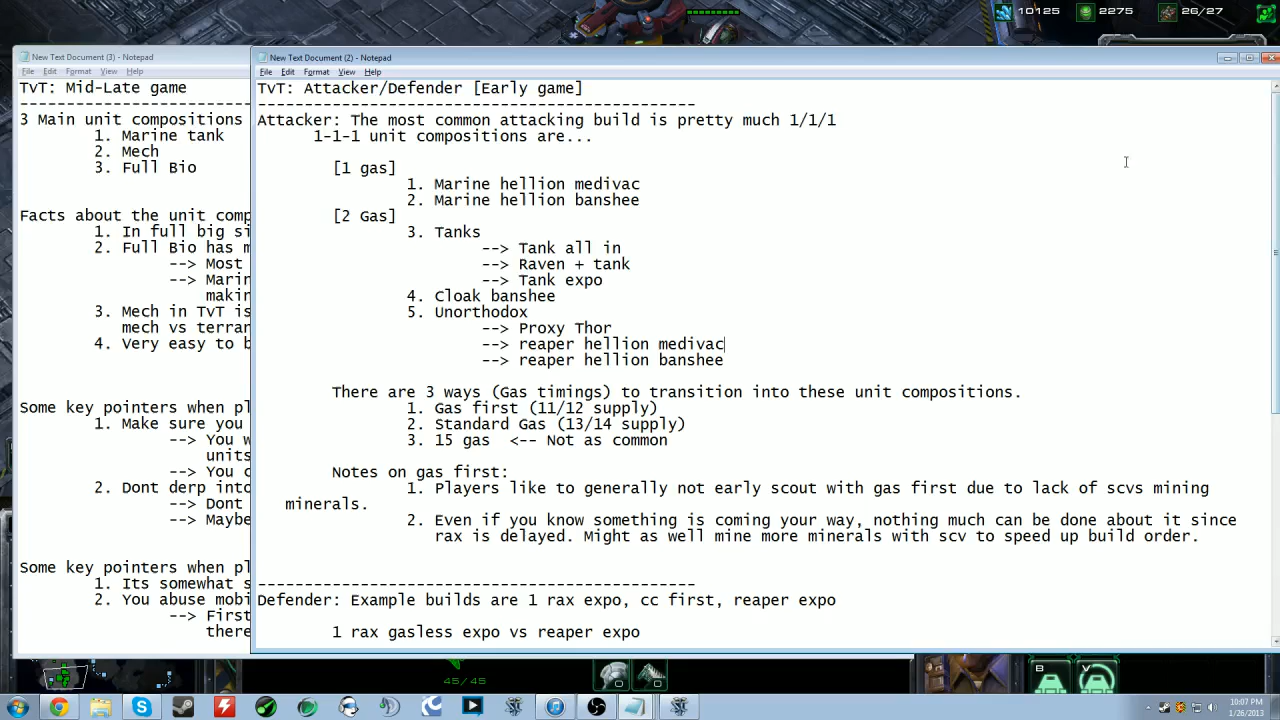 10125 2275 26/27
New Text Document (3) - Notepad
File Edit Format View Help
TvT: Mid-Late game
-----------------------
3 Main unit compositions
1. Marine tank
2. Mech
3. Full Bio
Facts about the unit comp
1. In full big si
2. Full Bio has m
--> Most
--> Marin
makin
3. Mech in TvT is
mech vs terran
4. Very easy to b
Some key pointers when pl
1. Make sure you
--> You w
units
--> You c
2. Dont derp into
--> Dont
--> Maybe
Some key pointers when pl
1. Its somewhat s
2. You abuse mobi
--> First
there
New Text Document (2) - Notepad
File Edit Format View Help
TvT: Attacker/Defender [Early game]
-----------------------------------------------
Attacker: The most common attacking build is pretty much 1/1/1
1-1-1 unit compositions are...
[1 gas]
1. Marine hellion medivac
2. Marine hellion banshee
[2 Gas]
3. Tanks
--> Tank all in
--> Raven + tank
--> Tank expo
4. Cloak banshee
5. Unorthodox
--> Proxy Thor
--> reaper hellion medivac
--> reaper hellion banshee
There are 3 ways (Gas timings) to transition into these unit compositions.
1. Gas first (11/12 supply)
2. Standard Gas (13/14 supply)
3. 15 gas <-- Not as common
Notes on gas first:
1. Players like to generally not early scout with gas first due to lack of scvs mining
minerals.
2. Even if you know something is coming your way, nothing much can be done about it since
rax is delayed. Might as well mine more minerals with scv to speed up build order.
-----------------------------------------------
Defender: Example builds are 1 rax expo, cc first, reaper expo
1 rax gasless expo vs reaper expo
45/45
B V
10:07 PM
1/26/2013